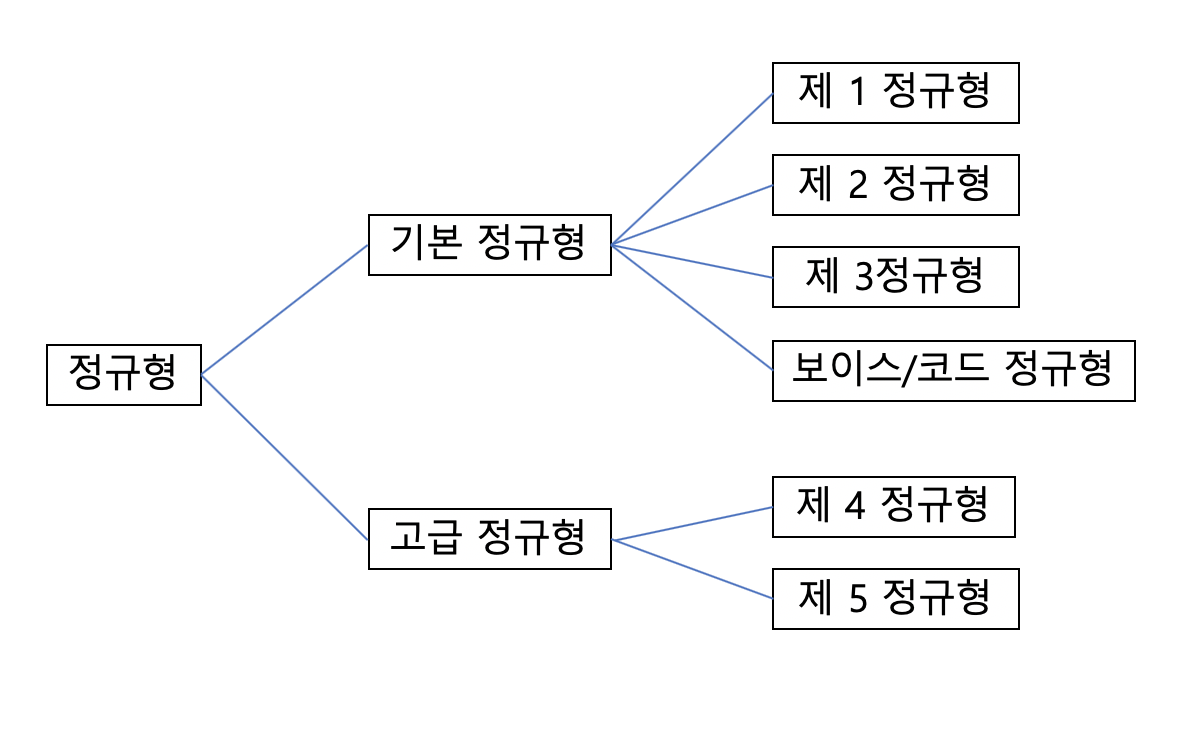 제 1 정규형
제 2 정규형
기본 정규형
제 3정규형
보이스/코드 정규형
정규형
제 4 정규형
고급 정규형
제 5 정규형